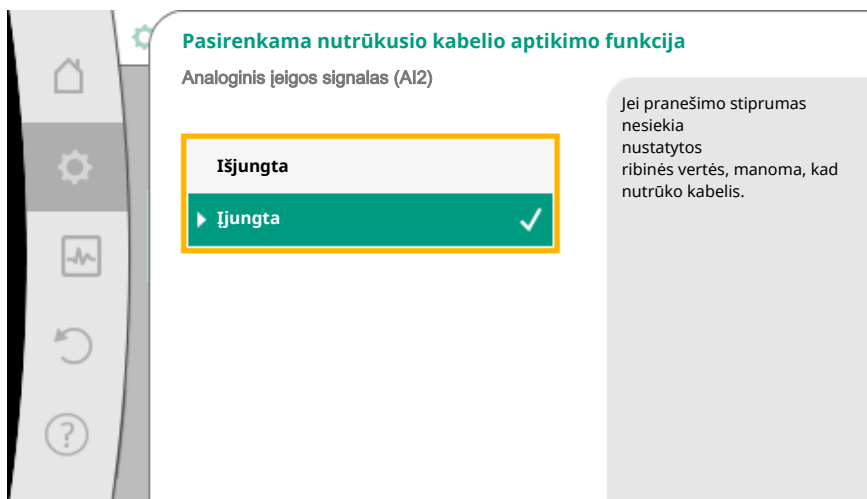 Pasirenkama nutrūkusio kabelio aptikimo funkcija
Analoginis įeigos signalas (AI2)
Išjungta
Įjungta
Jei pranešimo stiprumas
nesiekia
nustatytos
ribinės vertės, manoma, kad
nutrūko kabelis.